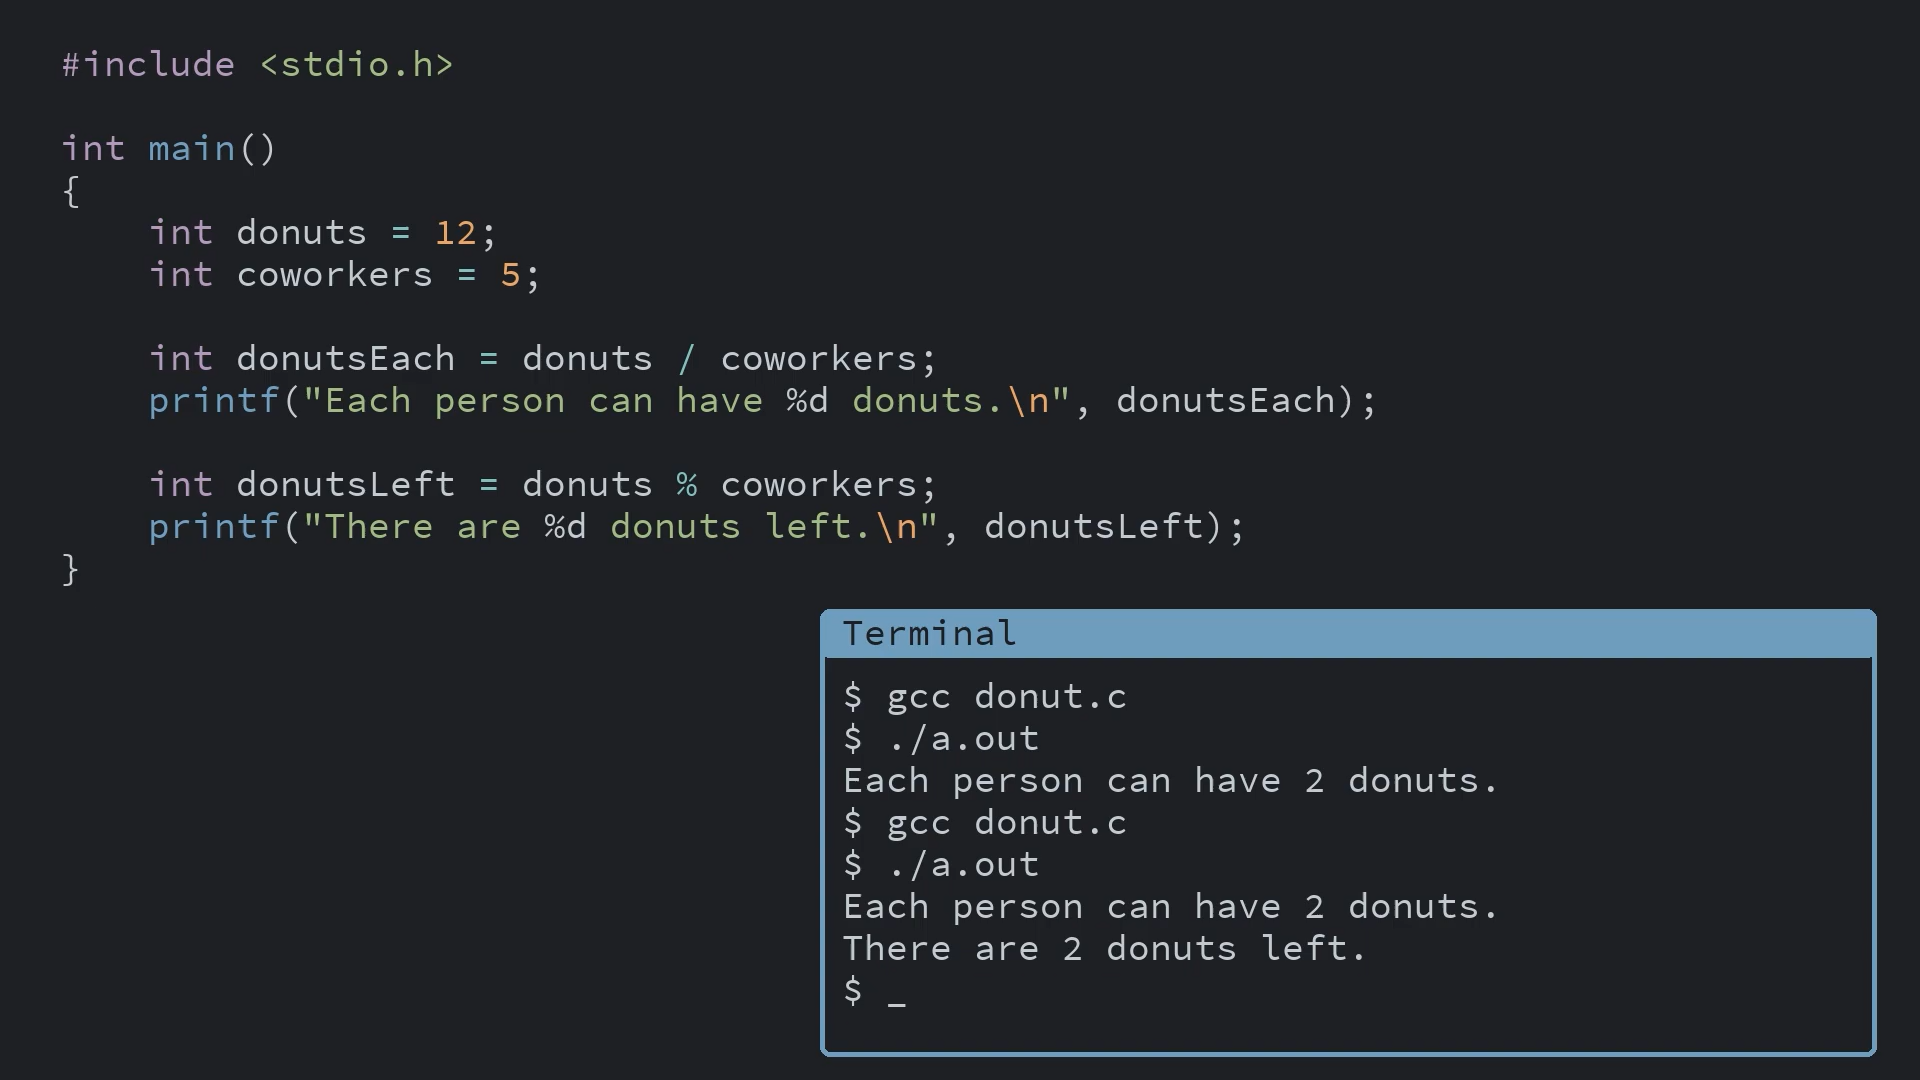 #include <stdio.h>
int main()
{
    int donuts = 12;
    int coworkers = 5;
    int donutsEach = donuts / coworkers;
    printf("Each person can have %d donuts.\n", donutsEach);
    int donutsLeft = donuts % coworkers;
    printf("There are %d donuts left.\n", donutsLeft);
}
Terminal
$ gcc donut.c
$ ./a.out
Each person can have 2 donuts.
$ gcc donut.c
$ ./a.out
Each person can have 2 donuts.
There are 2 donuts left.
$ _